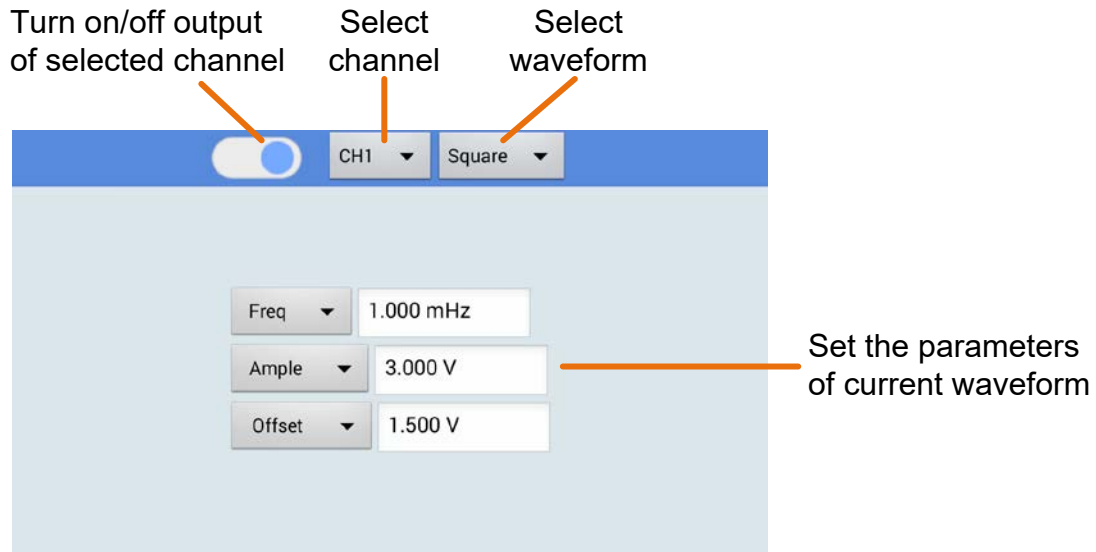 Turn on/off output
of selected channel
Select
channel
Select
waveform
CH1
Square
Freq
1.000 mHz
Ample
3.000 V
Offset
1.500 V
Set the parameters
of current waveform